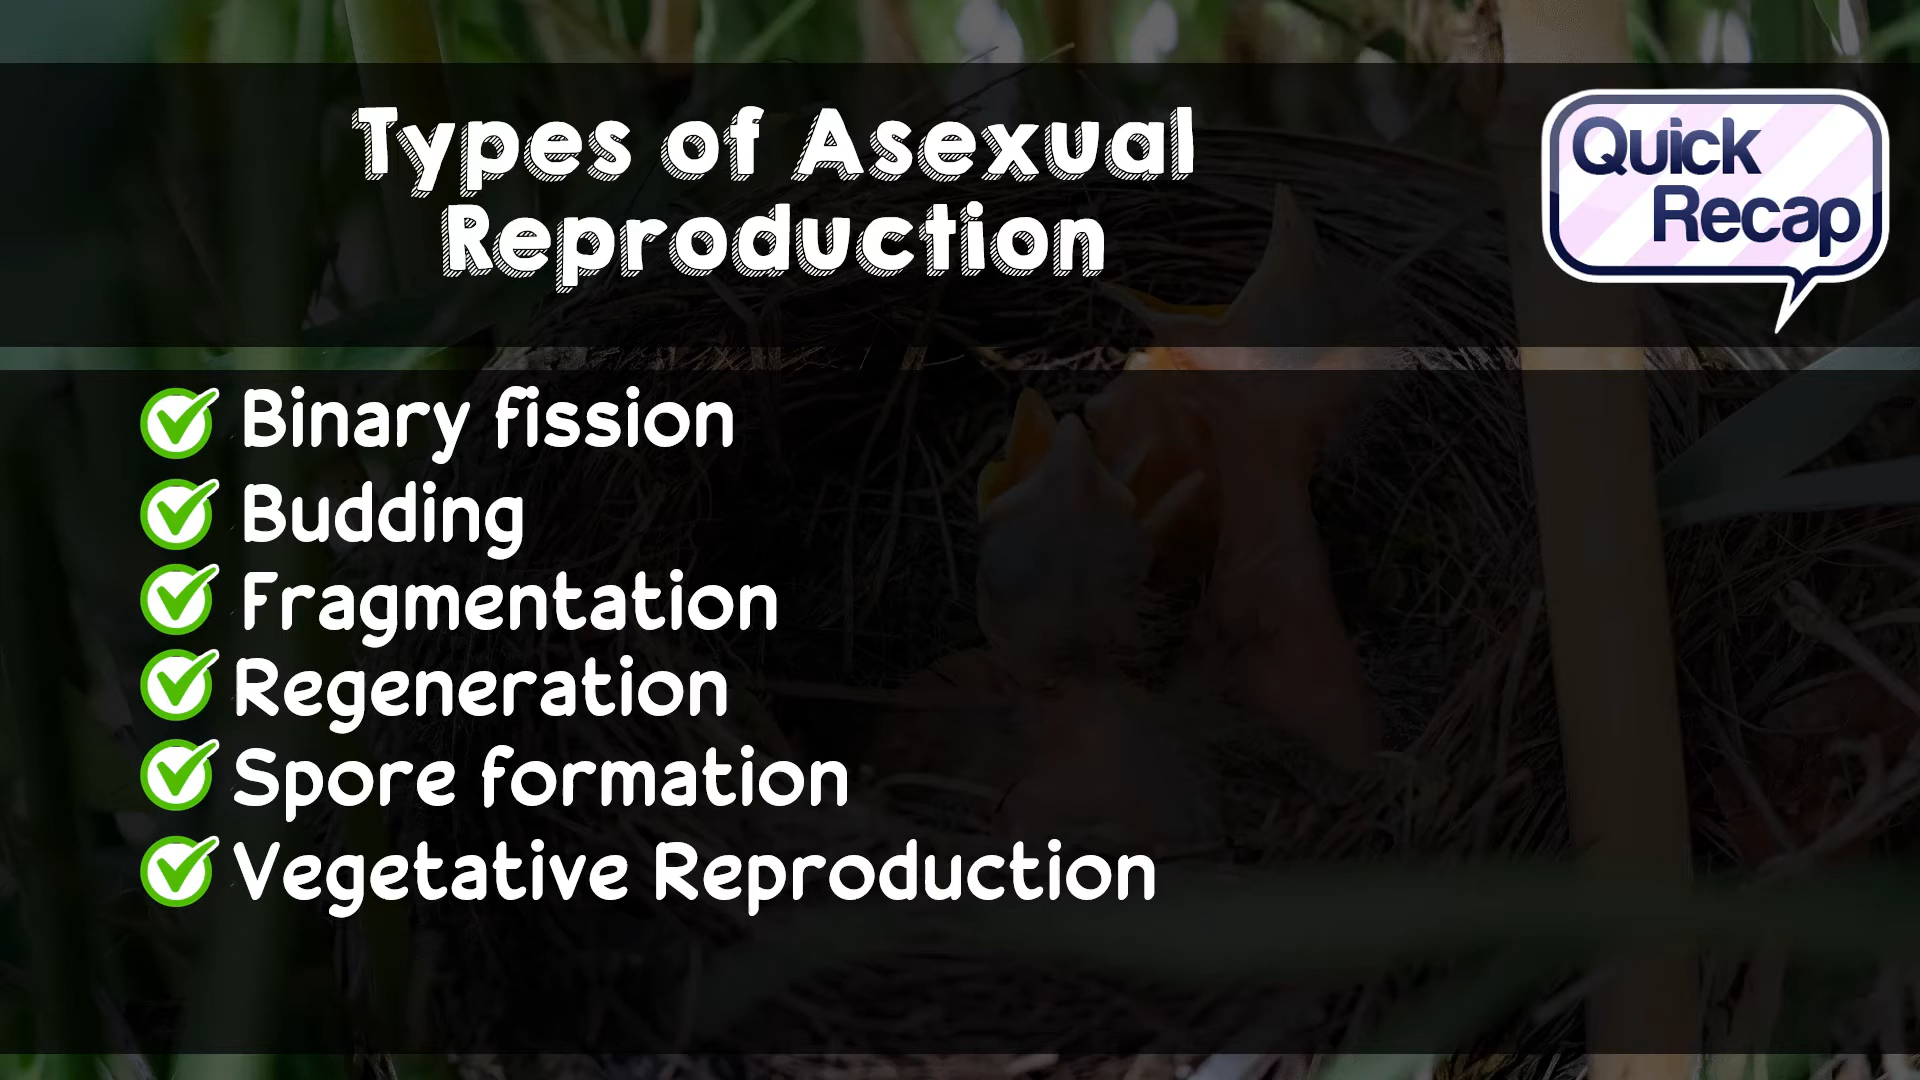 Types of Asexual
Reproduction
Quick
Recap
Binary fission
Budding
Fragmentation
Regeneration
Spore formation
Vegetative Reproduction